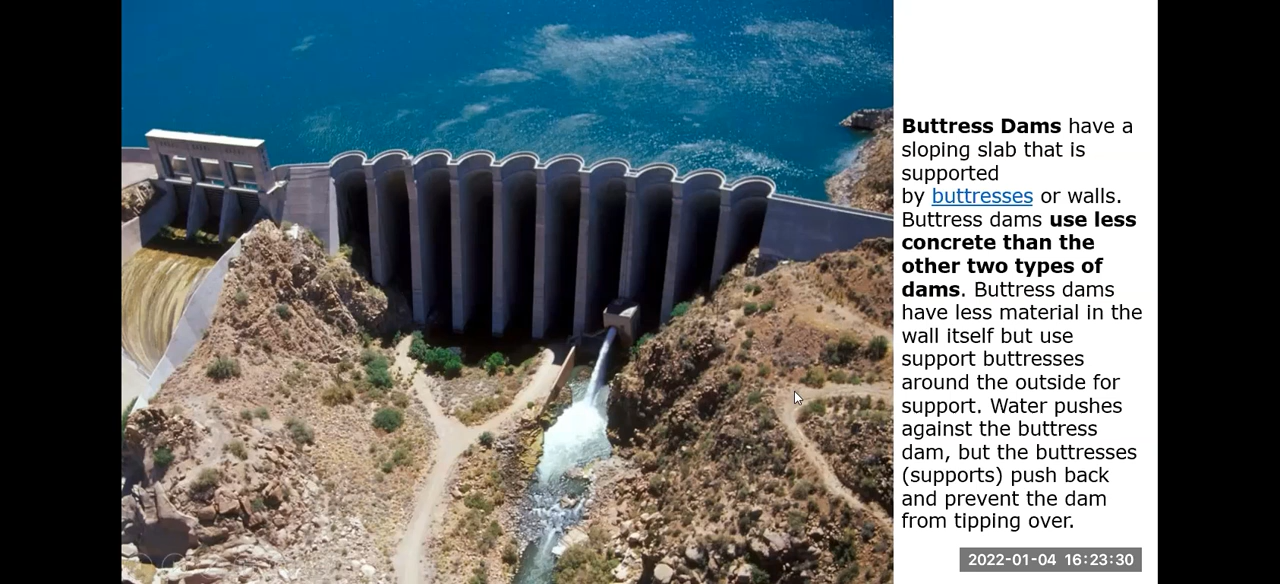 Buttress Dams have a
sloping slab that is
supported
by buttresses or walls.
Buttress dams use less
concrete than the
other two types of
dams. Buttress dams
have less material in the
wall itself but use
support buttresses
around the outside for
support. Water pushes
against the buttress
dam, but the buttresses
(supports) push back
and prevent the dam
from tipping over.
2022-01-04 16:23:30